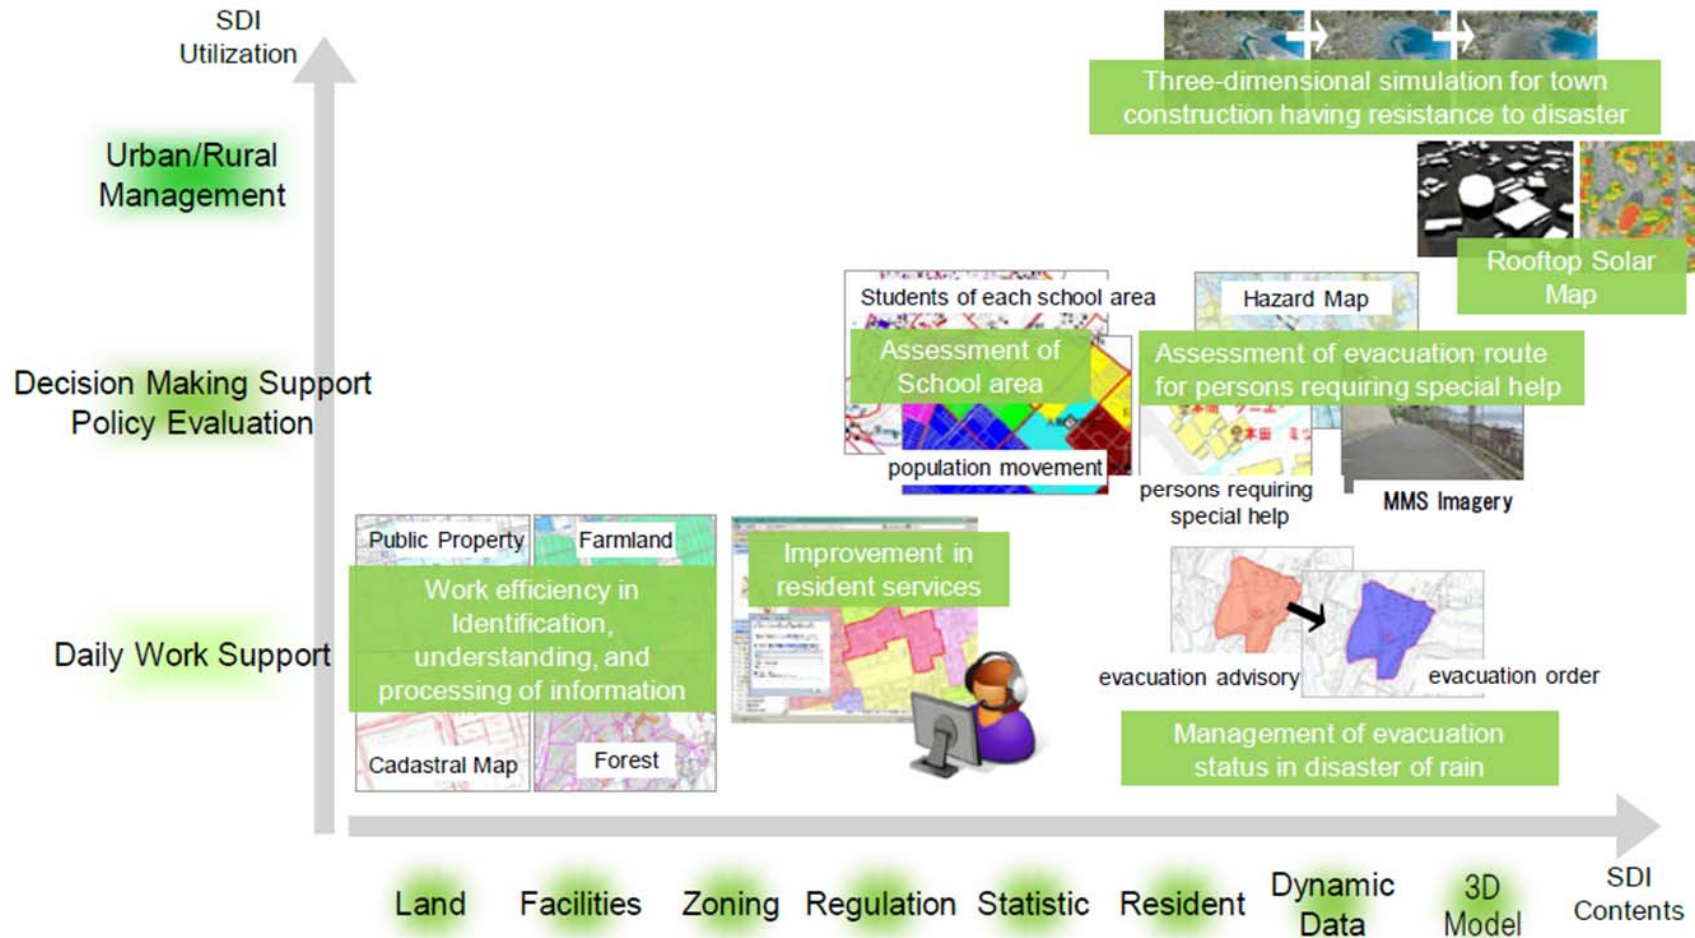 SDI
Utilization
Three-dimensional simulation for town
construction having resistance to disaster
Urban/Rural
Management
Rooftop Solar
Map
Students of each school area
Hazard Map
Assessment of
School area
Assessment of evacuation route
for persons requiring special help
Decision Making Support
Policy Evaluation
本田
population movement
persons requiring
special help
MMS Imagery
Public Property
Farmland
Improvement in
resident services
Work efficiency in
Identification,
understanding, and
processing of information
Daily Work Support
evacuation advisory
evacuation order
Cadastral Map
Forest
Management of evacuation
status in disaster of rain
Land
Facilities
Zoning
Regulation
Statistic
Resident
Dynamic
Data
3D
Model
SDI
Contents